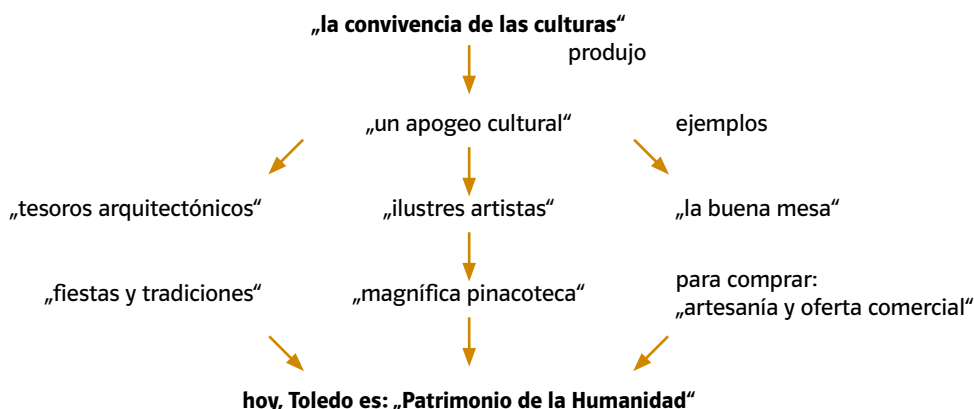 „la convivencia de las culturas“
produjo
„un apogeo cultural“ ejemplos
„tesoros arquitectónicos“ „ilustres artistas“ „la buena mesa“
„fiestas y tradiciones“ „magnífica pinacoteca“ para comprar:
„artesanía y oferta comercial“
hoy, Toledo es: „Patrimonio de la Humanidad“